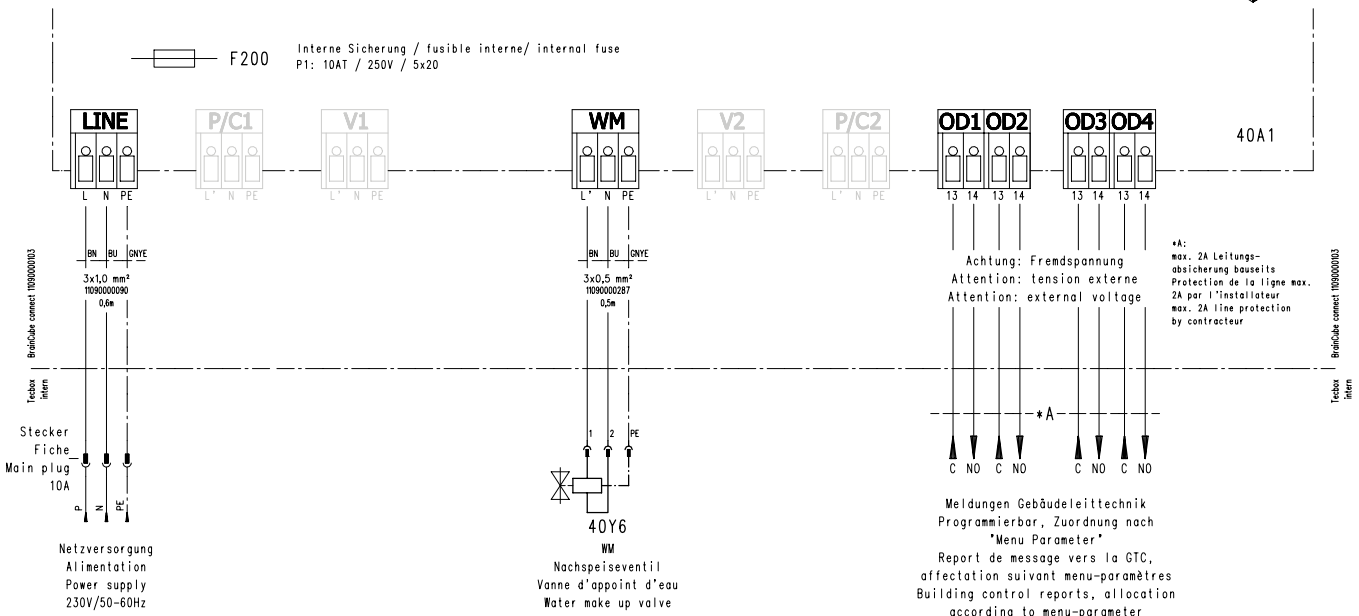 F200
Interne Sicherung / fusible interne/ internal fuse
P1: 10AT / 250V / 5x20
LINE
P/C1
V1
WM
V2
P/C2
OD1 OD2
OD3 OD4
40A1
L N PE
L' N PE
L' N PE
L' N PE
L' N PE
L' N PE
13 14 13 14
13 14 13 14
BN BU GNYE
3x1,0 mm²
11090000090
0,6m
BN BU GNYE
3x0,5 mm²
11090000287
0,5m
Achtung: Fremdspannung
Attention: tension externe
Attention: external voltage
*A:
max. 2A Leitungs-
absicherung bauseits
Protection de la ligne max.
2A par l'installateur
max. 2A line protection
by contracteur
BrainCube connect 11090000103
Tecbox
intern
BrainCube connect 11090000103
Tecbox
intern
Stecker
Fiche
Main plug
10A
P N PE
1 2 PE
*A
C NO C NO
C NO C NO
Netzversorgung
Alimentation
Power supply
230V/50-60Hz
40Y6
WM
Nachspeiseventil
Vanne d'appoint d'eau
Water make up valve
Meldungen Gebäudeleittechnik
Programmierbar, Zuordnung nach
"Menu Parameter"
Report de message vers la GTC,
affectation suivant menu-paramètres
Building control reports, allocation
according to menu-parameter